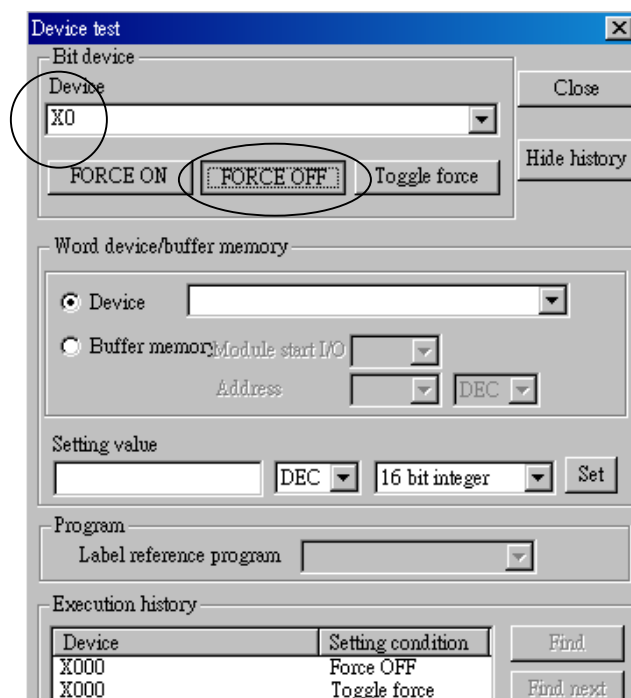 Device test
Bit device
Device
Close
X0
FORCE ON FORCE OFF Toggle force
Hide history
Word device/buffer memory
Device
Buffer memory Module start I/O
Address DEC
Setting value
DEC 16 bit integer Set
Program
Label reference program
Execution history
Device Setting condition Find
X000 Force OFF
X000 Toggle force Find next